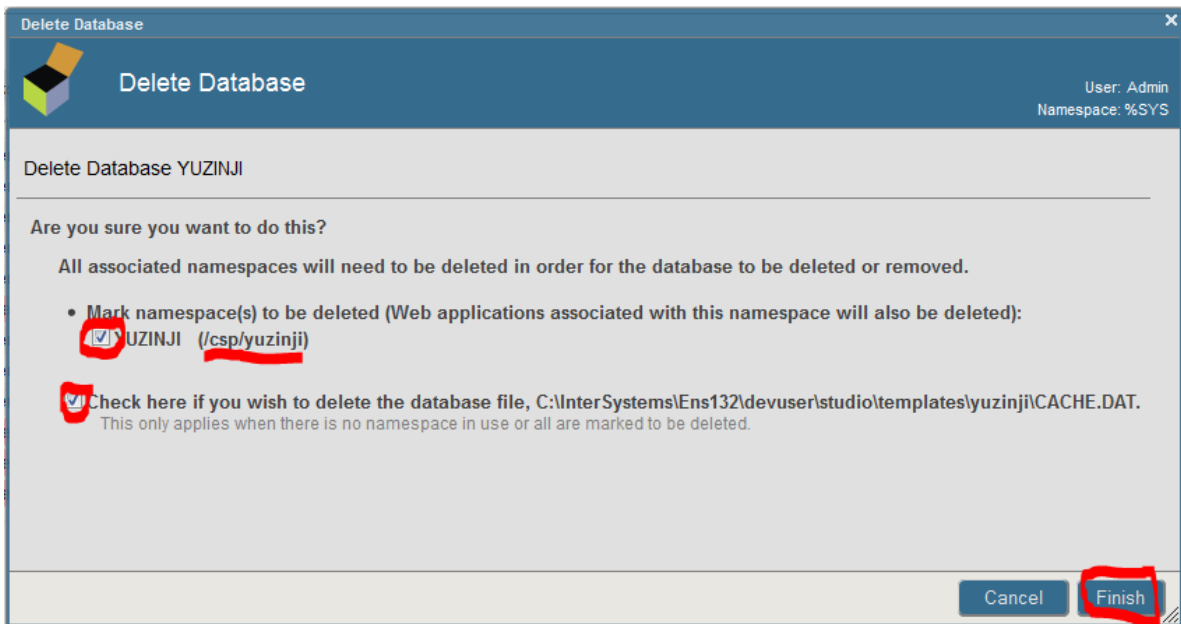 Delete Database
Delete Database
User: Admin
Namespace: %SYS
Delete Database YUZINJI
Are you sure you want to do this?
All associated namespaces will need to be deleted in order for the database to be deleted or removed.
• Mark namespace(s) to be deleted (Web applications associated with this namespace will also be deleted):
YUZINJI (/csp/yuzinji)
Check here if you wish to delete the database file, C:\InterSystems\Ens132\devuser\studio\templates\yuzinji\CACHE.DAT.
This only applies when there is no namespace in use or all are marked to be deleted.
Cancel Finish